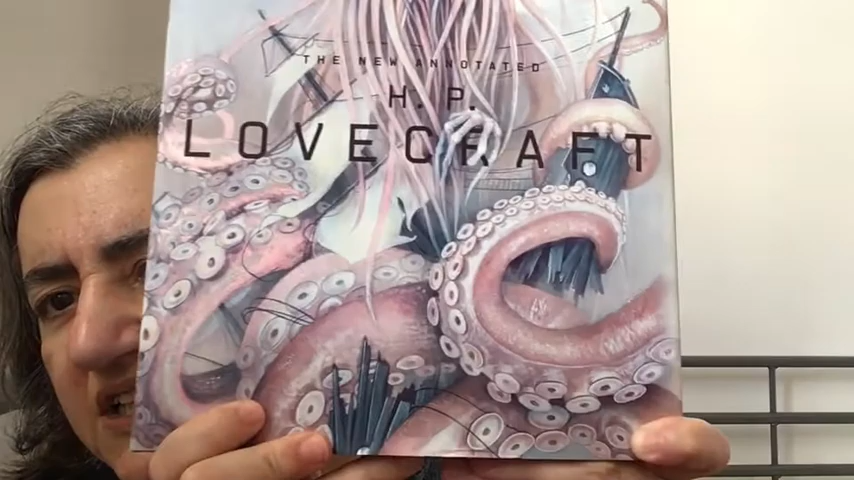 THE NEW ANNOTATED
H. P.
LOVECRAFT